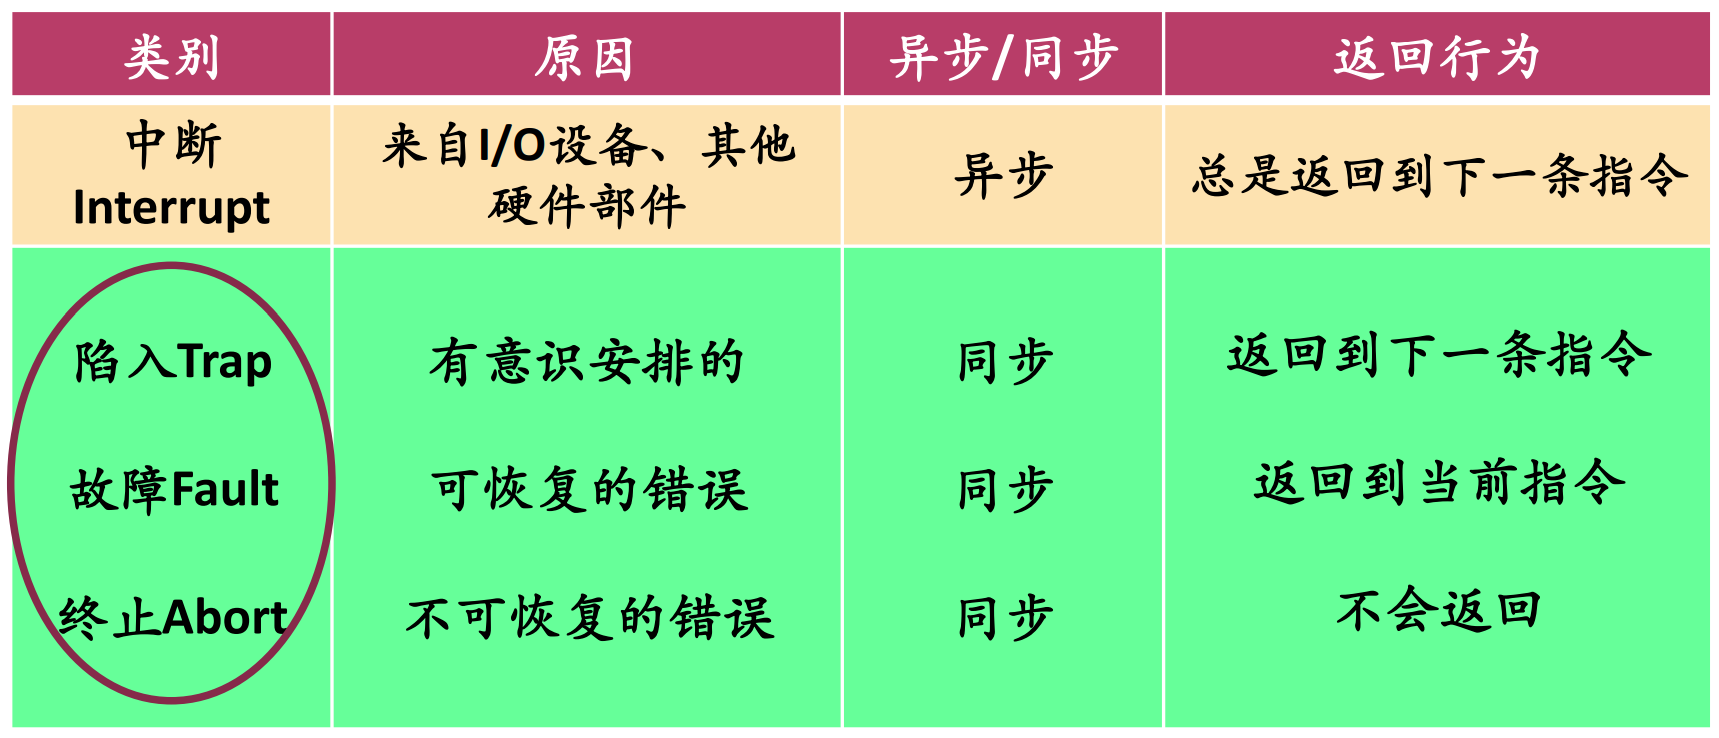 类别 原因 异步/同步 返回行为
中断
Interrupt
来自I/O设备、其他
硬件部件
异步
总是返回到下一条指令
陷入Trap 有意识安排的 同步 返回到下一条指令
故障Fault 可恢复的错误 同步 返回到当前指令
终止Abort 不可恢复的错误 同步 不会返回